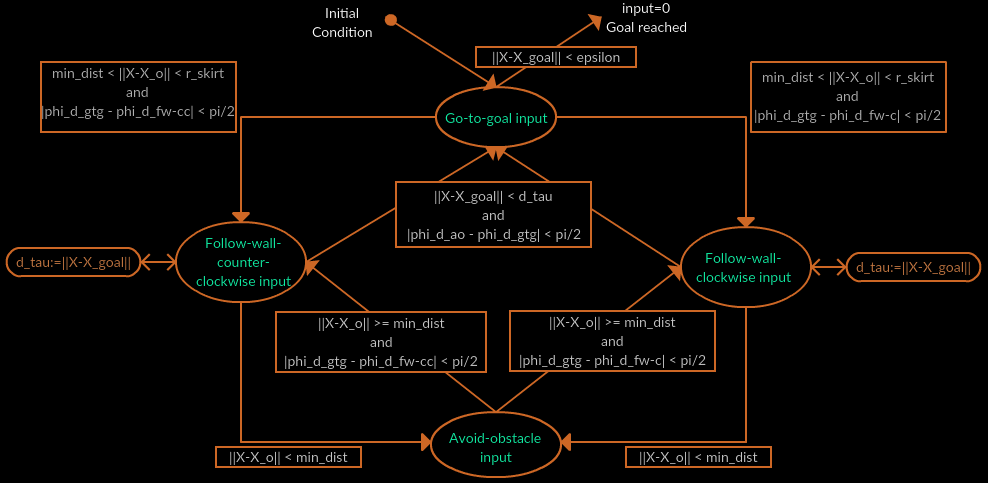 Initial
Condition
input=0
Goal reached
||X-X_goal|| < epsilon
min_dist < ||X-X_o|| < r_skirt
and
|phi_d_gtg - phi_d_fw-cc| < pi/2
min_dist < ||X-X_o|| < r_skirt
and
|phi_d_gtg - phi_d_fw-c| < pi/2
Go-to-goal input
||X-X_goal|| < d_tau
and
|phi_d_ao - phi_d_gtg| < pi/2
d_tau:=||X-X_goal||
Follow-wall-
counter-
clockwise input
Follow-wall-
clockwise input
d_tau:=||X-X_goal||
||X-X_o|| >= min_dist
and
|phi_d_gtg - phi_d_fw-cc| < pi/2
||X-X_o|| >= min_dist
and
|phi_d_gtg - phi_d_fw-c| < pi/2
Avoid-obstacle
input
||X-X_o|| < min_dist
||X-X_o|| < min_dist